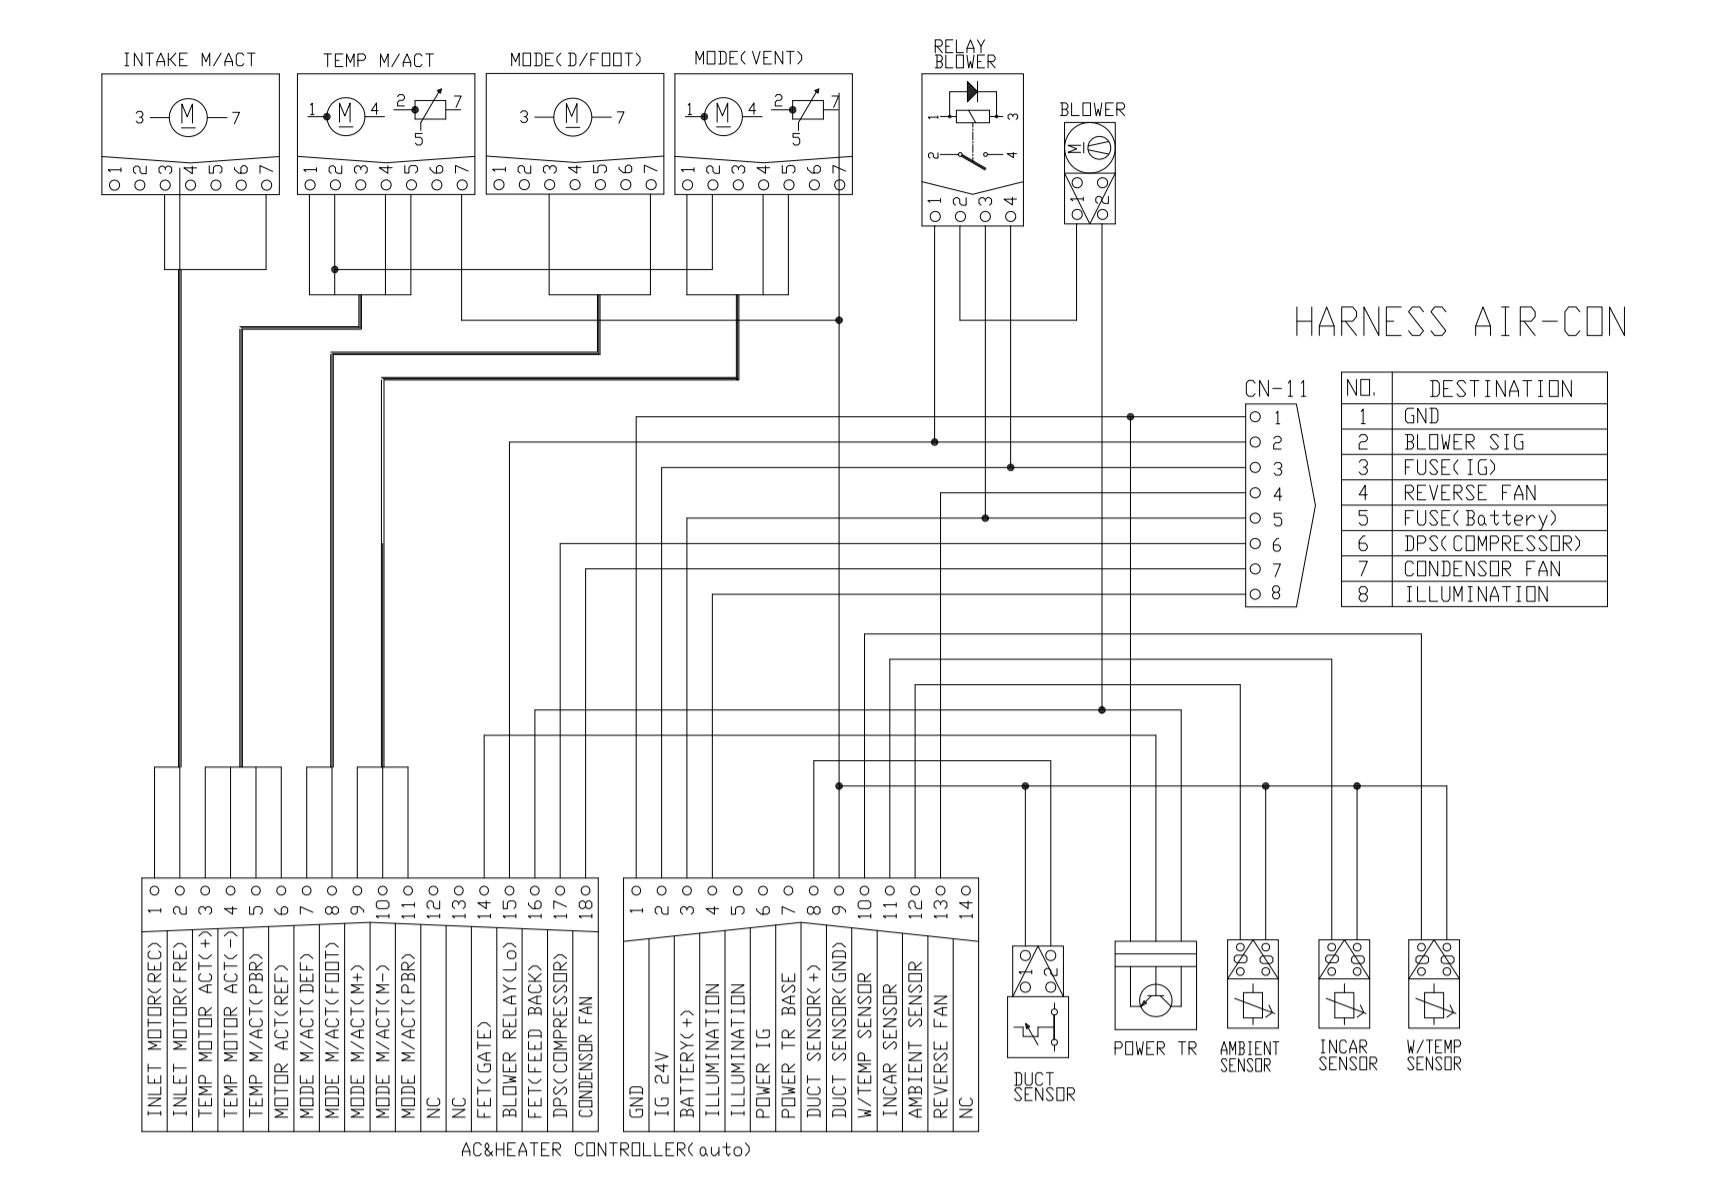 INTAKE M/ACT
TEMP M/ACT
MODE(D/FOOT)
MODE(VENT)
RELAY
BLOWER
BLOWER
3 M 7
1 M 4 2 7 5
3 M 7
1 M 4 2 7 5
1 3
2 4
M
1 2 3 4 5 6 7
1 2 3 4 5 6 7
1 2 3 4 5 6 7
1 2 3 4 5 6 7
1 2 3 4
1 2
HARNESS AIR-CON
CN-11
1
2
3
4
5
6
7
8
NO. DESTINATION
1 GND
2 BLOWER SIG
3 FUSE(IG)
4 REVERSE FAN
5 FUSE(Battery)
6 DPS(COMPRESSOR)
7 CONDENSOR FAN
8 ILLUMINATION
1 INLET MOTOR(REC)
2 INLET MOTOR(FRE)
3 TEMP MOTOR ACT(+)
4 TEMP MOTOR ACT(-)
5 TEMP M/ACT(PBR)
6 MOTOR ACT(REF)
7 MODE M/ACT(DEF)
8 MODE M/ACT(FOOT)
9 MODE M/ACT(M+)
10 MODE M/ACT(M-)
11 MODE M/ACT(PBR)
12 NC
13 NC
14 FET(GATE)
15 BLOWER RELAY(Lo)
16 FET(FEED BACK)
17 DPS(COMPRESSOR)
18 CONDENSOR FAN
1 GND
2 IG 24V
3 BATTERY(+)
4 ILLUMINATION
5 ILLUMINATION
6 POWER IG
7 POWER TR BASE
8 DUCT SENSOR(+)
9 DUCT SENSOR(GND)
10 W/TEMP SENSOR
11 INCAR SENSOR
12 AMBIENT SENSOR
13 REVERSE FAN
14 NC
AC&HEATER CONTROLLER(auto)
1 2
DUCT
SENSOR
POWER TR
AMBIENT
SENSOR
INCAR
SENSOR
W/TEMP
SENSOR